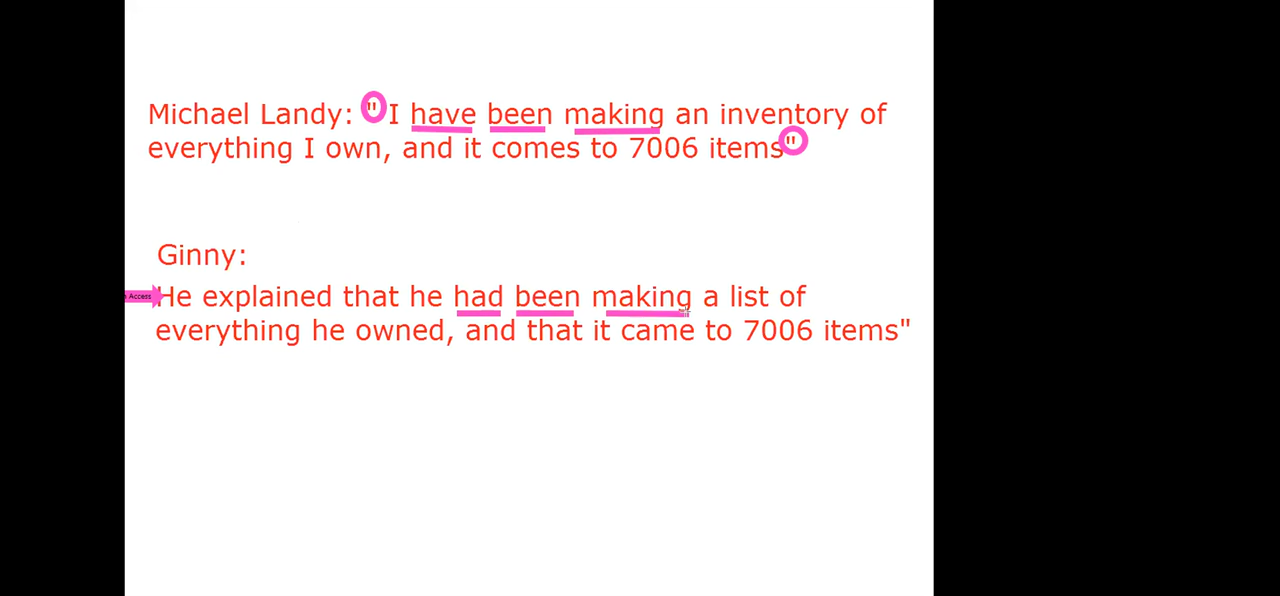 Michael Landy: " I have been making an inventory of
everything I own, and it comes to 7006 items"
Ginny:
Access
He explained that he had been making a list of
everything he owned, and that it came to 7006 items"